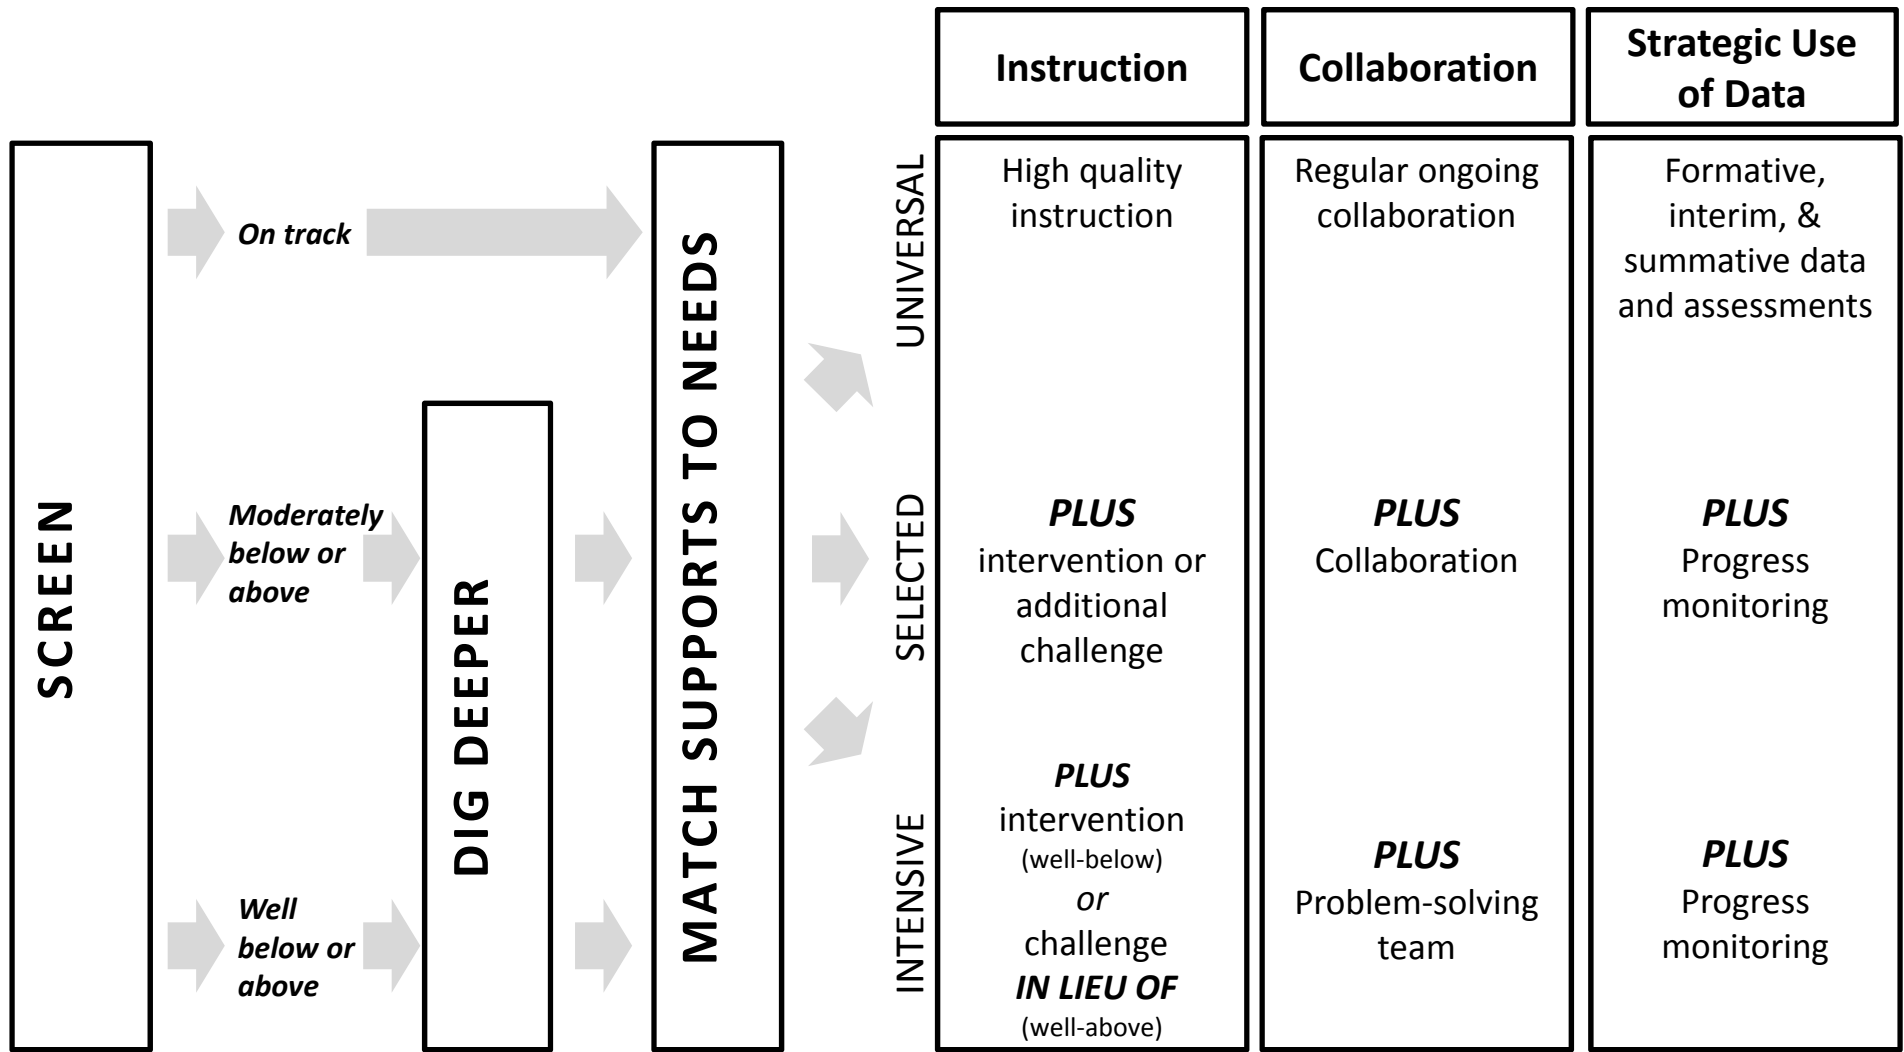 SCREEN
On track
Moderately
below or
above
Well
below or
above
DIG DEEPER
MATCH SUPPORTS TO NEEDS
UNIVERSAL
SELECTED
INTENSIVE
Instruction
High quality
instruction
PLUS
intervention or
additional
challenge
PLUS
intervention
(well-below)
or
challenge
IN LIEU OF
(well-above)
Collaboration
Regular ongoing
collaboration
PLUS
Collaboration
PLUS
Problem-solving
team
Strategic Use
of Data
Formative,
interim, &
summative data
and assessments
PLUS
Progress
monitoring
PLUS
Progress
monitoring